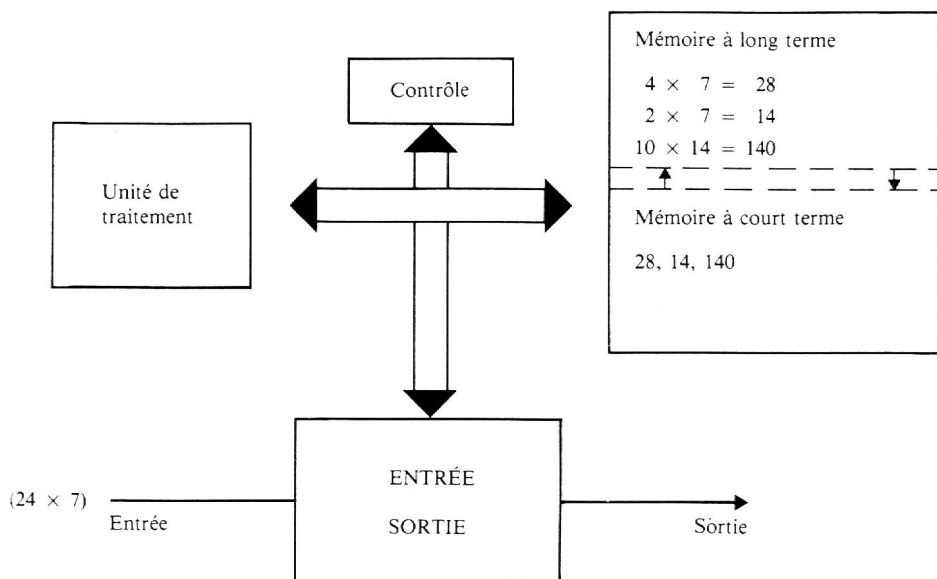 Mémoire à long terme
4 × 7 = 28
2 × 7 = 14
10 × 14 = 140
Contrôle
Unité de
traitement
Mémoire à court terme
28, 14, 140
ENTRÉE
SORTIE
(24 × 7)
Entrée
Sortie